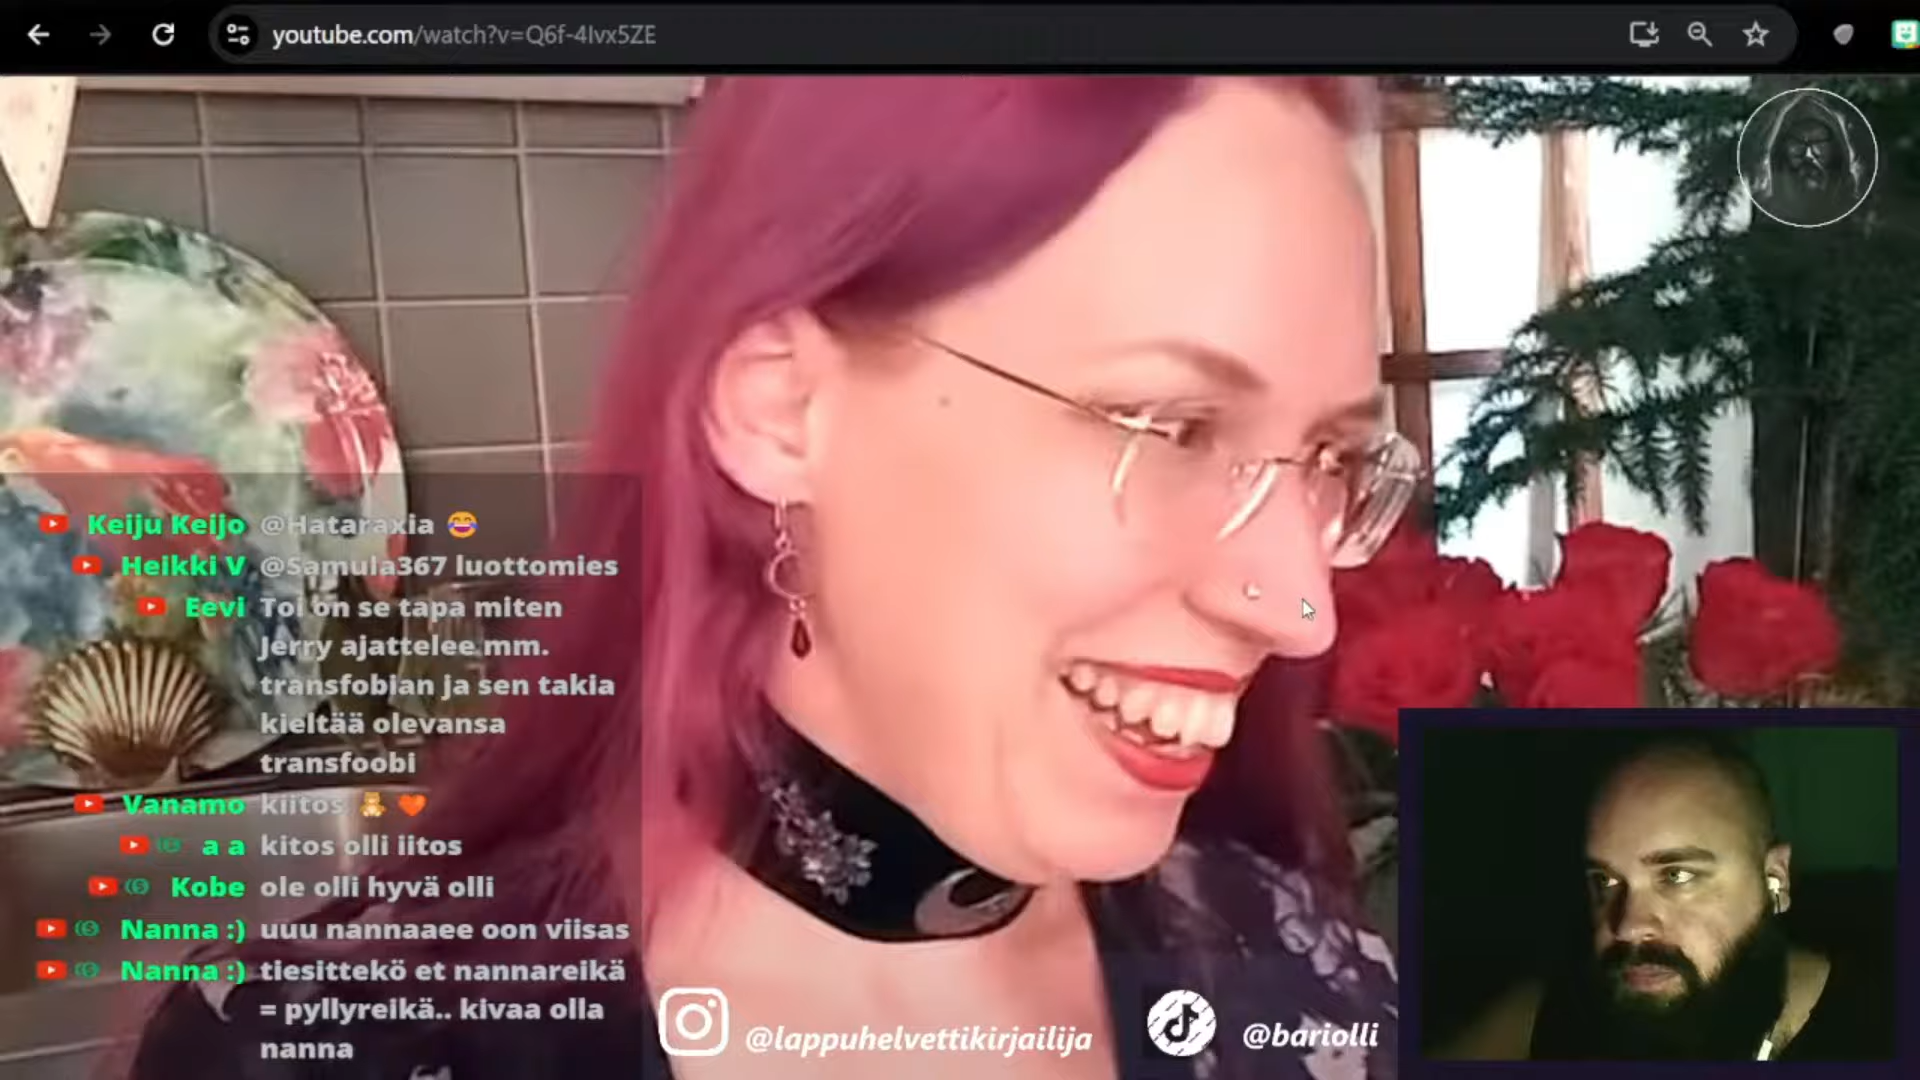 youtube.com/watch?v=Q6f-4lvx5ZE
Keiju Keijo @Hataraxia 😂
Heikki V @Samula367 luottomies
Eevi Toi on se tapa miten
Jerry ajattelee mm.
transfobian ja sen takia
kieltää olevansa
transfoobi
Vanamo kiitos 🧸 🧡
a a kitos olli iitos
Kobe ole olli hyvä olli
Nanna :) uuu nannaaee oon viisas
Nanna :) tiesittekö et nannareikä
= pyllyreikä.. kivaa olla
nanna
@lappuhelvettikirjailija
@bariolli